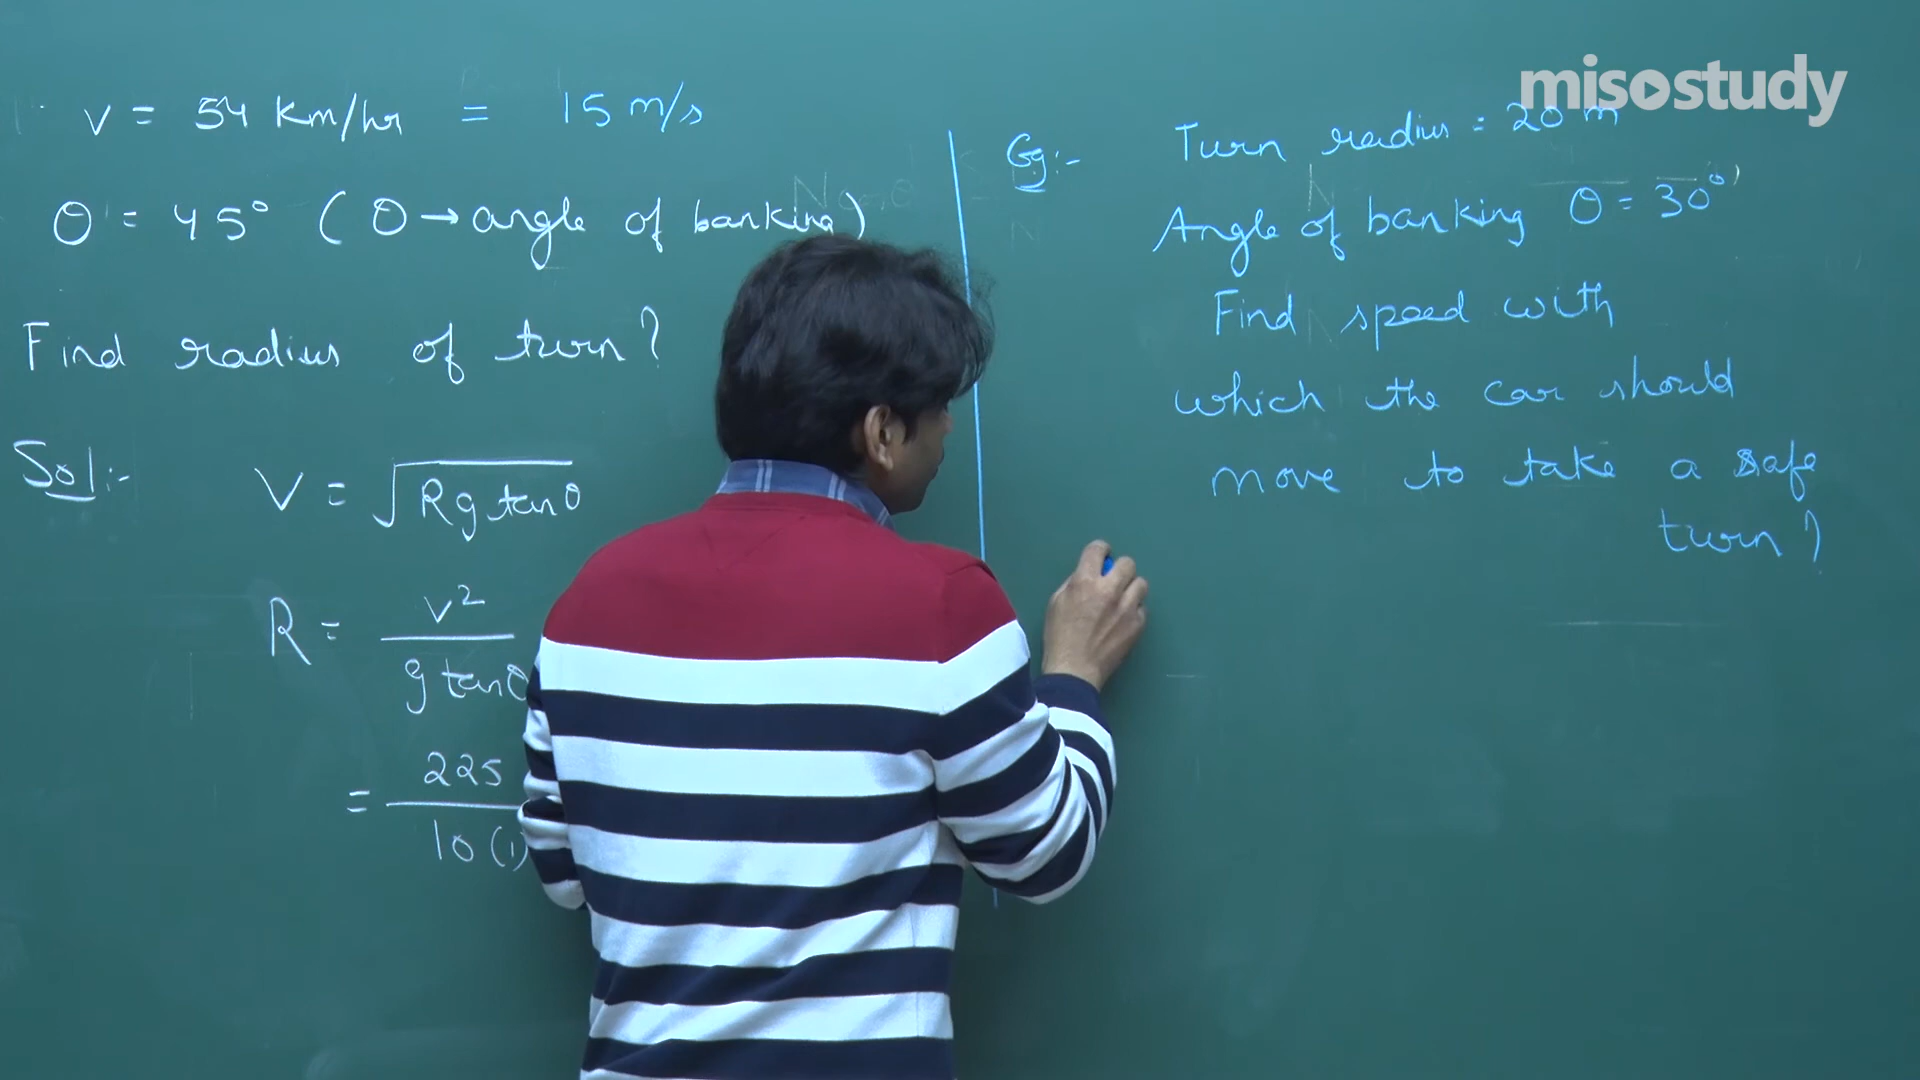 misostudy
v = 54 km/hr = 15 m/s
θ = 45° (θ → angle of banking)
Find radius of turn?
Sol:-
V = √Rg tanθ
R = v² / g tanθ
= 225 / 10 (1)
Eg:- Turn radius = 20 m
Angle of banking θ = 30°
Find speed with
which the car should
move to take a safe
turn?